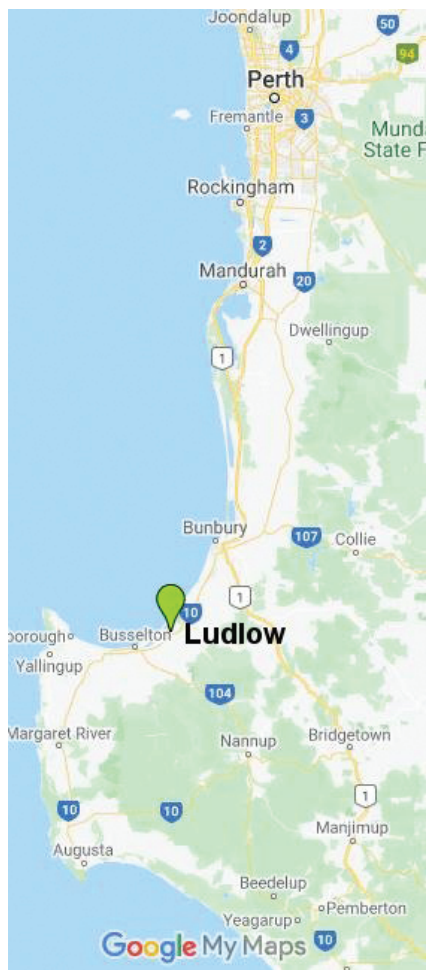 Joondalup
4
50
94
Perth
Fremantle
3
Munda
State F
Rockingham
2
Mandurah
20
Dwellingup
1
Bunbury
107
Collie
10
1
Ludlow
borough
Busselton
Yallingup
104
Margaret River
Nannup
Bridgetown
10
10
1
Manjimup
Augusta
Beedelup
Pemberton
Yeagarup
10
Google My Maps